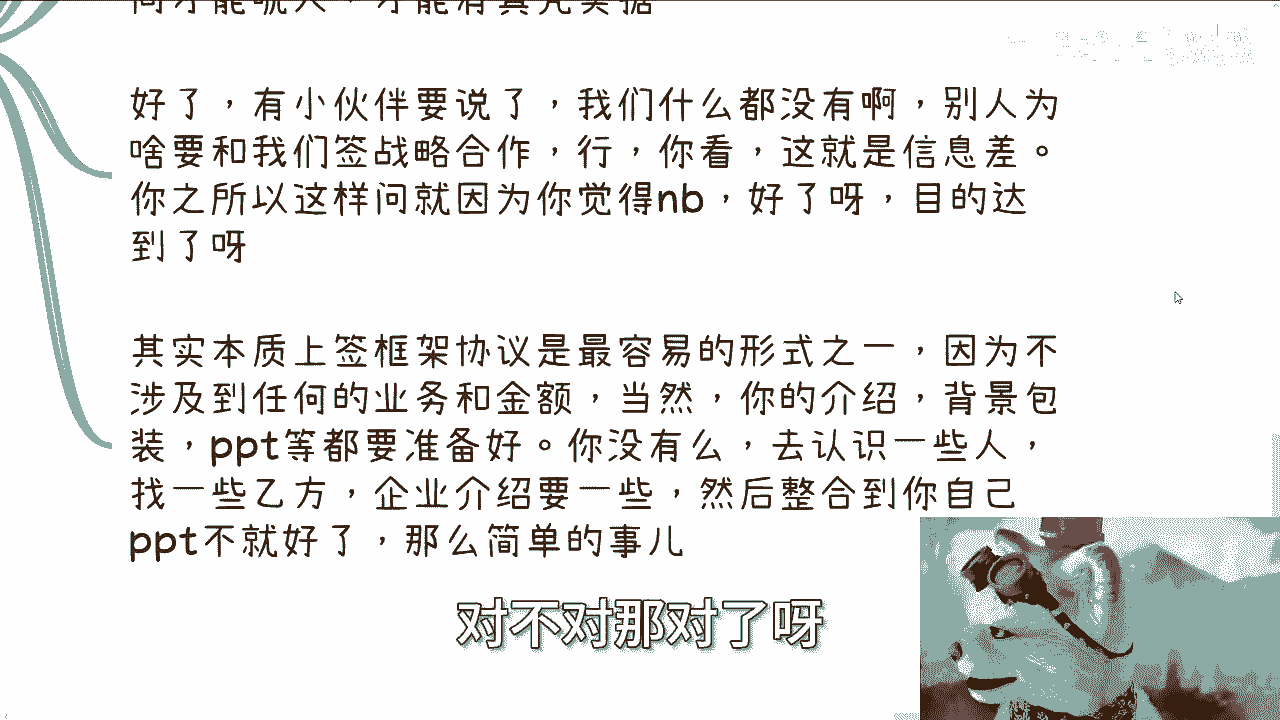 好了，有小伙伴要说了，我们什么都没有啊，别人为
啥要和我们签战略合作，行，你看，这就是信息差。
你之所以这样问就因为你觉得nb，好了呀，目的达
到了呀
其实本质上签框架协议是最容易的形式之一，因为不
涉及到任何的业务和金额，当然，你的介绍，背景包
装，ppt等都要准备好。你没有么，去认识一些人，
找一些乙方，企业介绍要一些，然后整合到你自己
ppt不就好了，那么简单的事儿
对不对那对了呀